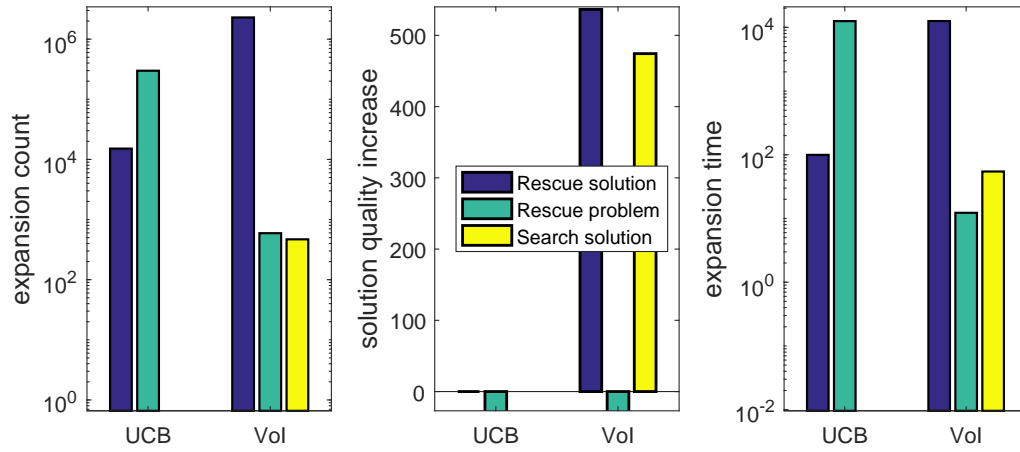 expansion count
10^6
10^4
10^2
10^0
UCB
VoI
solution quality increase
500
400
300
200
100
0
Rescue solution
Rescue problem
Search solution
UCB
VoI
expansion time
10^4
10^2
10^0
10^-2
UCB
VoI